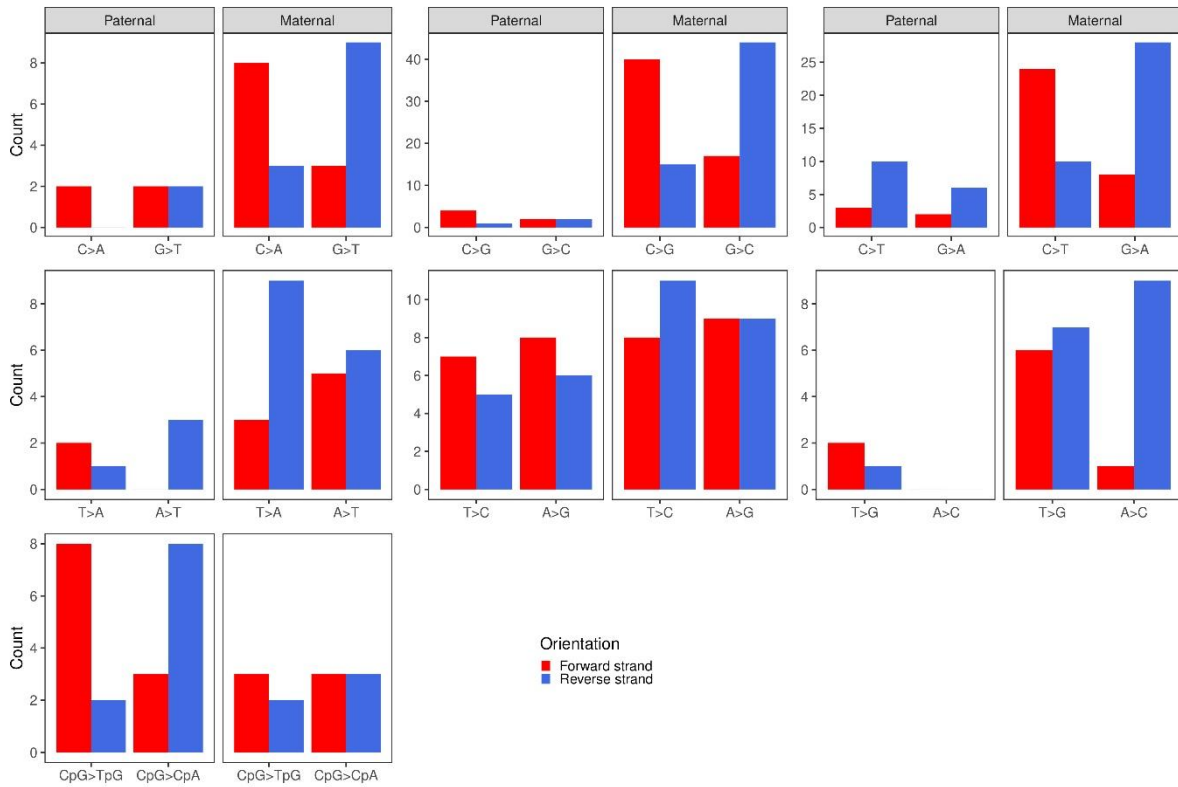 Paternal Maternal Paternal Maternal Paternal Maternal
Count
8
6
4
2
0
C>A G>T C>A G>T
40
30
20
10
0
C>G G>C C>G G>C
25
20
15
10
5
0
C>T G>A C>T G>A
Count
8
6
4
2
0
T>A A>T T>A A>T
10
8
6
4
2
0
T>C A>G T>C A>G
8
6
4
2
0
T>G A>C T>G A>C
Count
8
6
4
2
0
CpG>TpG CpG>CpA CpG>TpG CpG>CpA
Orientation
Forward strand
Reverse strand